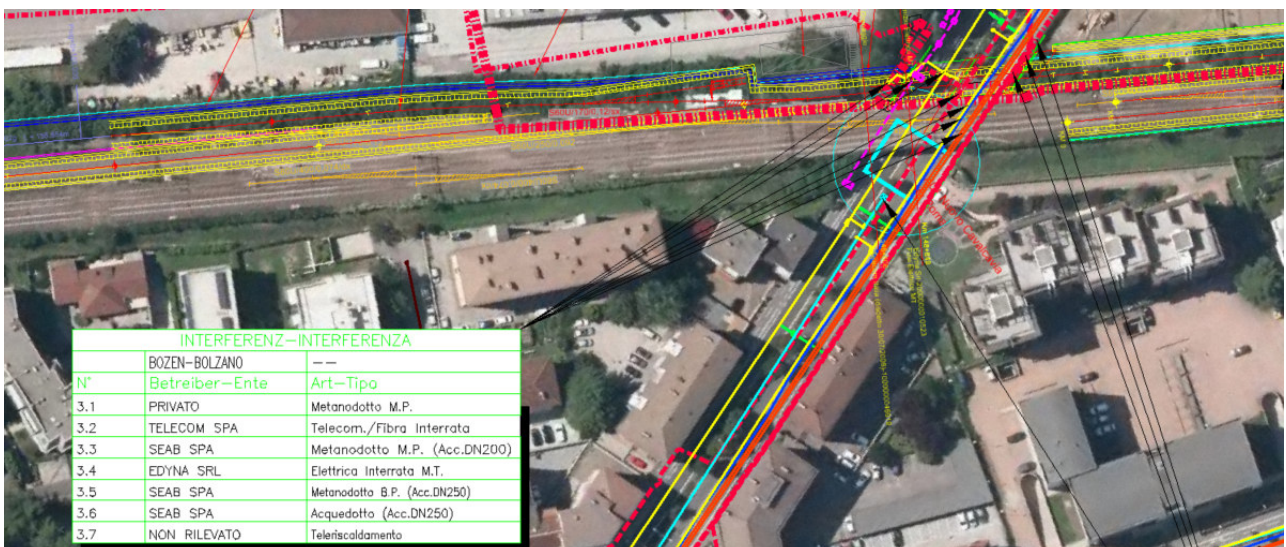 INTERFERENZ-INTERFERENZA
BOZEN-BOLZANO --
N° Betreiber-Ente Art-Tipo
3.1 PRIVATO Metanodotto M.P.
3.2 TELECOM SPA Telecom./Fibra Interrata
3.3 SEAB SPA Metanodotto M.P. (Acc.DN200)
3.4 EDYNA SRL Elettrica Interrata M.T.
3.5 SEAB SPA Metanodotto B.P. (Acc.DN250)
3.6 SEAB SPA Acquedotto (Acc.DN250)
3.7 NON RILEVATO Teleriscaldamento